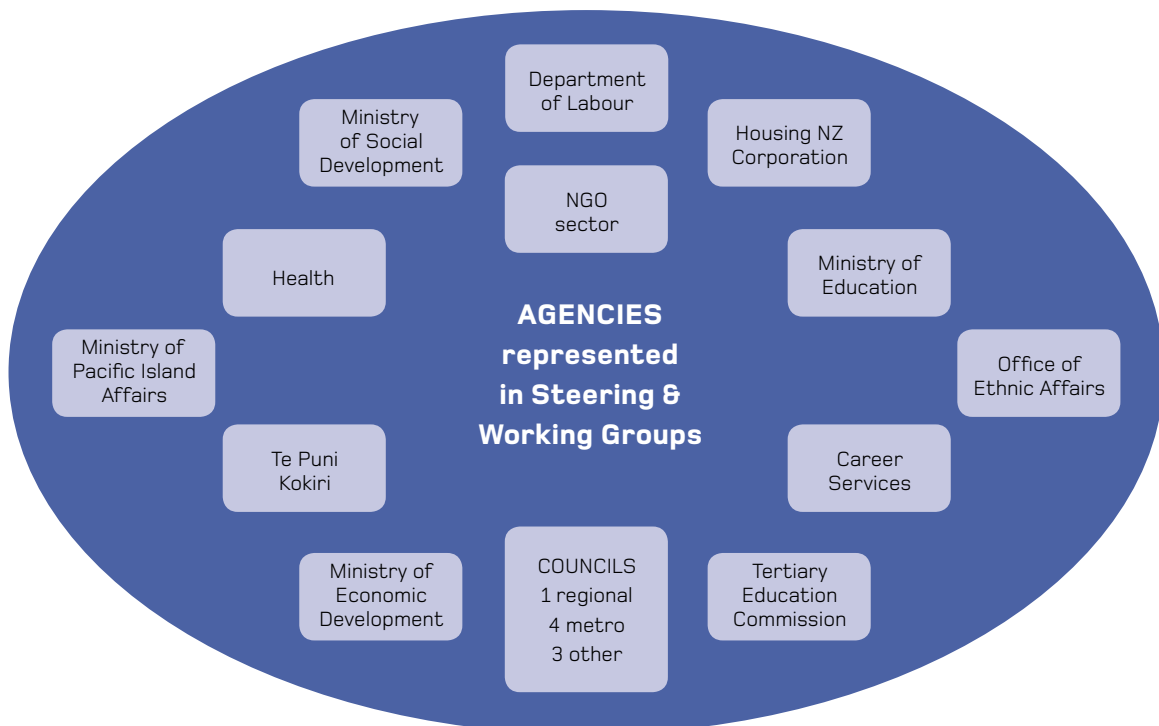 Department
of Labour
Ministry
of Social
Development
Housing NZ
Corporation
NGO
sector
Health
Ministry of
Education
AGENCIES
represented
in Steering &
Working Groups
Ministry of
Pacific Island
Affairs
Office of
Ethnic Affairs
Te Puni
Kokiri
Career
Services
Ministry of
Economic
Development
COUNCILS
1 regional
4 metro
3 other
Tertiary
Education
Commission